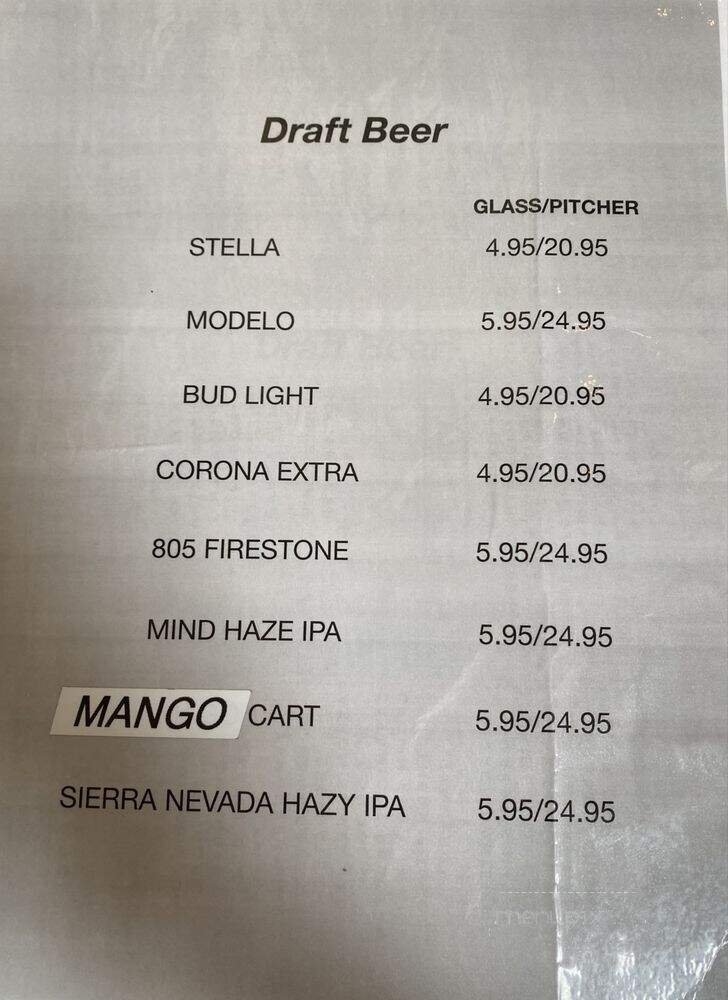 Draft Beer
GLASS/PITCHER
STELLA 4.95/20.95
MODELO 5.95/24.95
BUD LIGHT 4.95/20.95
CORONA EXTRA 4.95/20.95
805 FIRESTONE 5.95/24.95
MIND HAZE IPA 5.95/24.95
MANGO CART 5.95/24.95
SIERRA NEVADA HAZY IPA 5.95/24.95